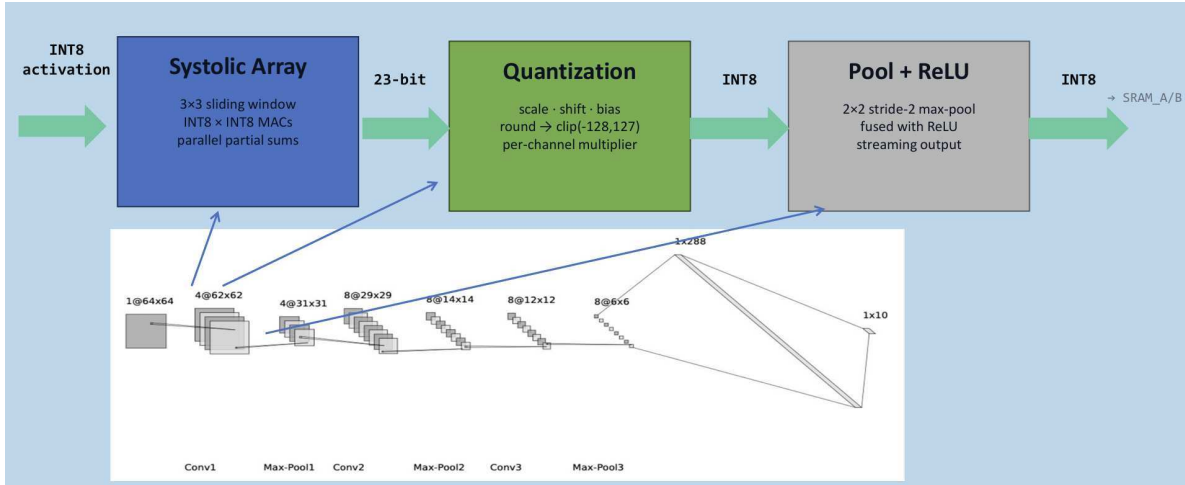 INT8
activation
Systolic Array
3×3 sliding window
INT8 × INT8 MACs
parallel partial sums
23-bit
Quantization
scale · shift · bias
round → clip(-128,127)
per-channel multiplier
INT8
Pool + ReLU
2×2 stride-2 max-pool
fused with ReLU
streaming output
INT8
→ SRAM_A/B
1@64x64
4@62x62
4@31x31
8@29x29
8@14x14
8@12x12
8@6x6
1x288
1x10
Conv1
Max-Pool1
Conv2
Max-Pool2
Conv3
Max-Pool3